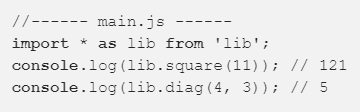 //------ main.js ------
import * as lib from 'lib';
console.log(lib.square(11)); // 121
console.log(lib.diag(4, 3)); // 5